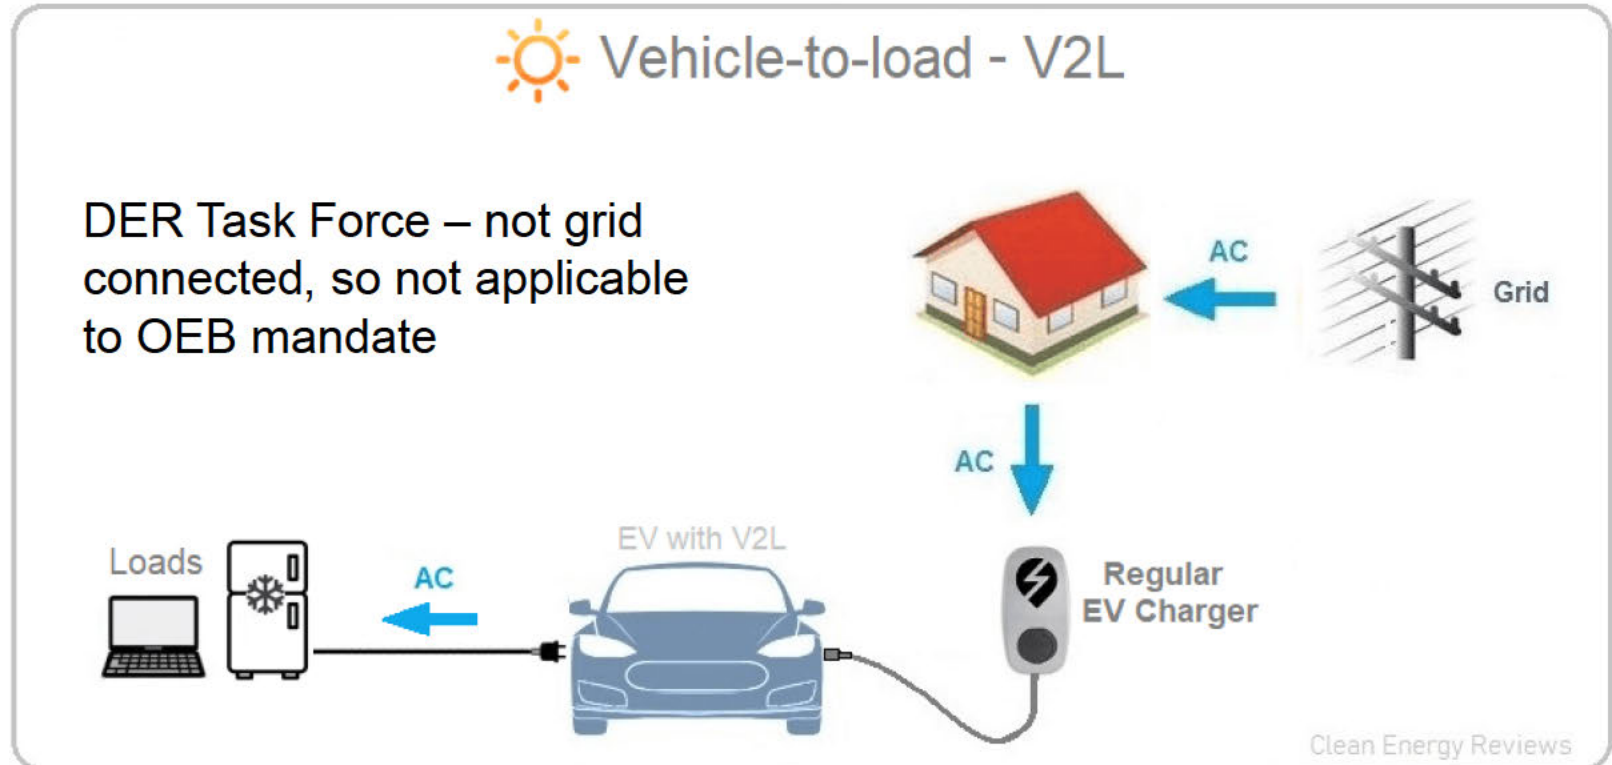 Vehicle-to-load - V2L
DER Task Force – not grid
connected, so not applicable
to OEB mandate
AC
Grid
AC
EV with V2L
Loads
AC
Regular
EV Charger
Clean Energy Reviews